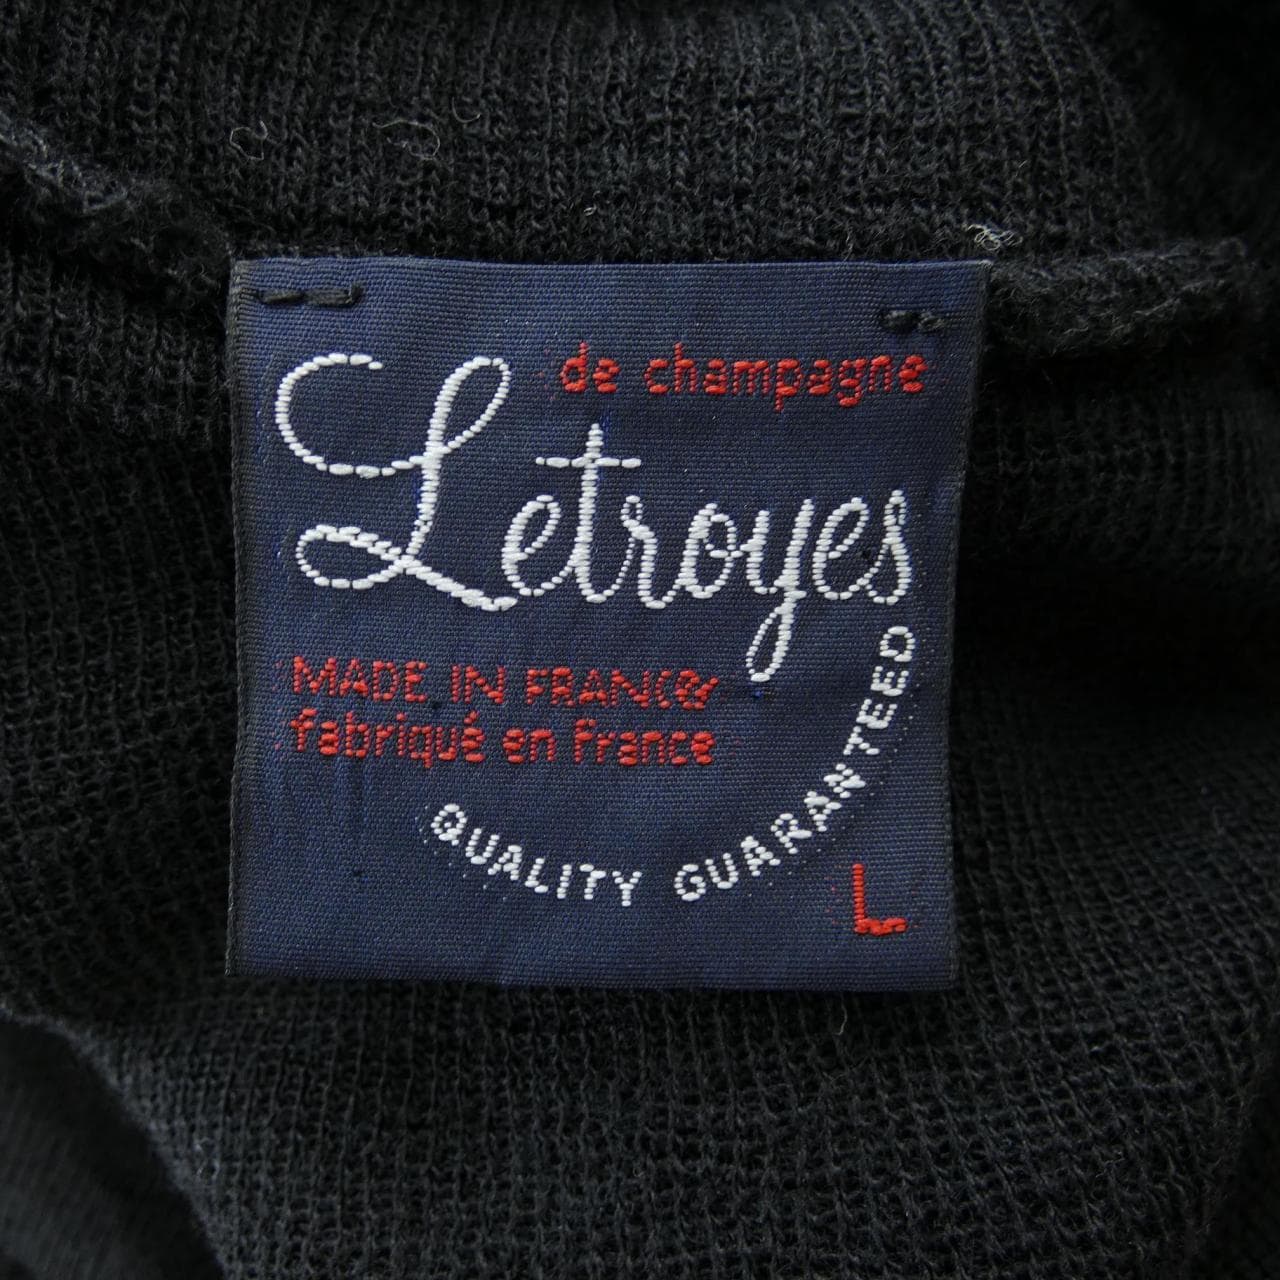 de champagne
Letroyes
MADE IN FRANCE
fabriqué en france
QUALITY GUARANTEED
L